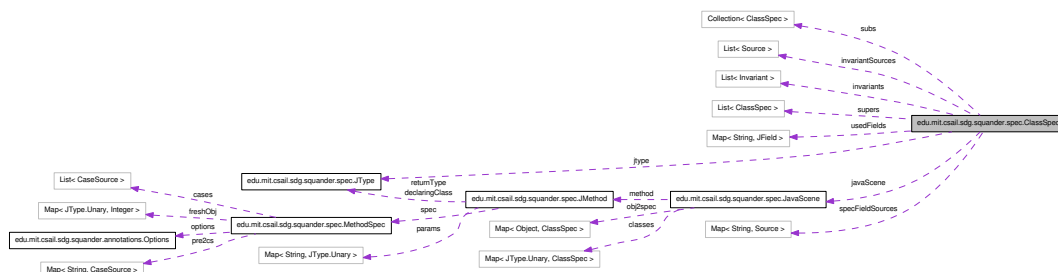 Collection< ClassSpec >
subs
List< Source >
invariantSources
List< Invariant >
invariants
List< ClassSpec >
supers
edu.mit.csail.sdg.squander.spec.ClassSpec
usedFields
Map< String, JField >
jtype
List< CaseSource >
edu.mit.csail.sdg.squander.spec.JType
returnType
declaringClass
javaScene
cases
method
Map< JType.Unary, Integer >
freshObj
spec
edu.mit.csail.sdg.squander.spec.JMethod
obj2spec
edu.mit.csail.sdg.squander.spec.JavaScene
specFieldSources
edu.mit.csail.sdg.squander.spec.MethodSpec
options
params
Map< Object, ClassSpec >
classes
Map< String, Source >
edu.mit.csail.sdg.squander.annotations.Options
pre2cs
Map< String, JType.Unary >
Map< JType.Unary, ClassSpec >
Map< String, CaseSource >